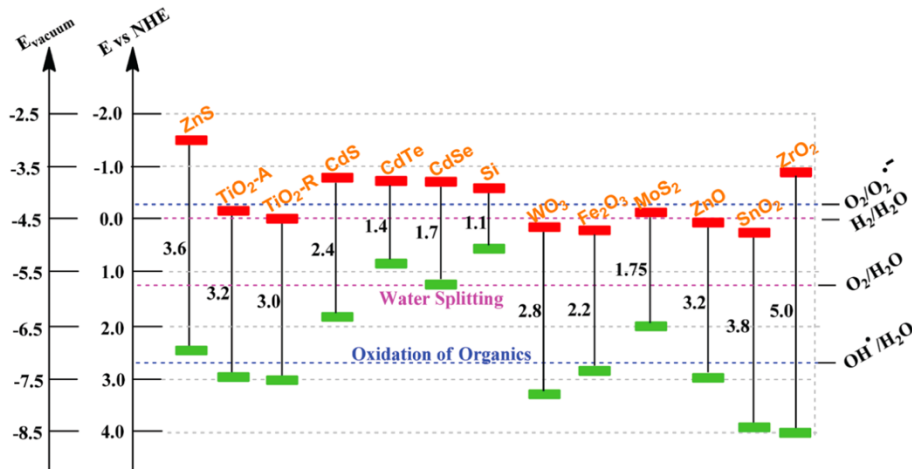 E_vacuum
E vs NHE
-2.5
-3.5
-4.5
-5.5
-6.5
-7.5
-8.5
-2.0
-1.0
0.0
1.0
2.0
3.0
4.0
ZnS
TiO₂-A
TiO₂-R
CdS
CdTe
CdSe
Si
WO₃
Fe₂O₃
MoS₂
ZnO
SnO₂
ZrO₂
3.6
3.2
3.0
2.4
1.4
1.7
1.1
2.8
2.2
1.75
3.2
3.8
5.0
Water Splitting
Oxidation of Organics
O₂/O₂•⁻
H₂/H₂O
O₂/H₂O
OH•/H₂O